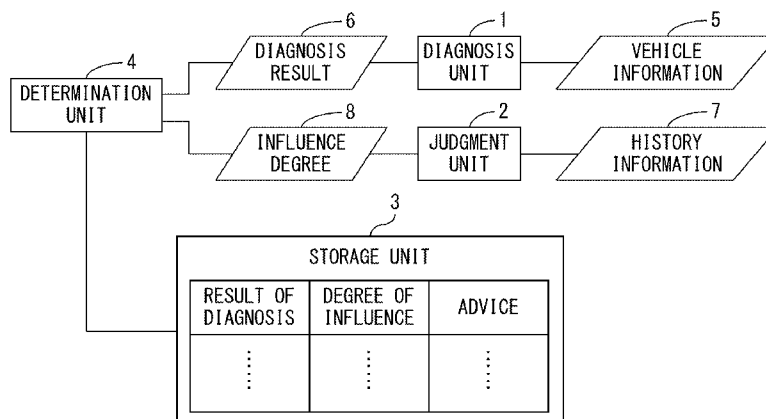 6
1
5
4
DIAGNOSIS
RESULT
DIAGNOSIS
UNIT
VEHICLE
INFORMATION
DETERMINATION
UNIT
8
2
7
INFLUENCE
DEGREE
JUDGMENT
UNIT
HISTORY
INFORMATION
3
STORAGE UNIT
RESULT OF
DIAGNOSIS
DEGREE OF
INFLUENCE
ADVICE